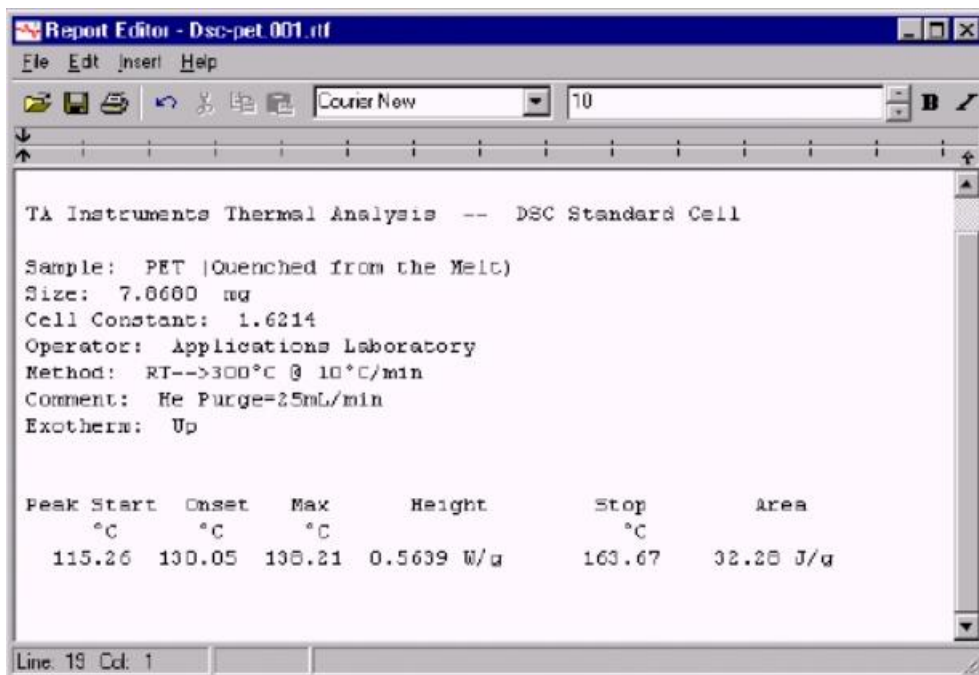 Report Editor - Dsc-pet.001.rtf
File Edit Insert Help
Courier New 10 B I
TA Instruments Thermal Analysis -- DSC Standard Cell
Sample: PET (Quenched from the Melt)
Size: 7.8680 mg
Cell Constant: 1.6214
Operator: Applications Laboratory
Method: RT-->300°C @ 10°C/min
Comment: He Purge=25mL/min
Exotherm: Up
Peak Start Onset Max Height Stop Area
°C °C °C °C
115.26 130.05 138.21 0.5639 W/g 163.67 32.28 J/g
Line: 19 Col: 1